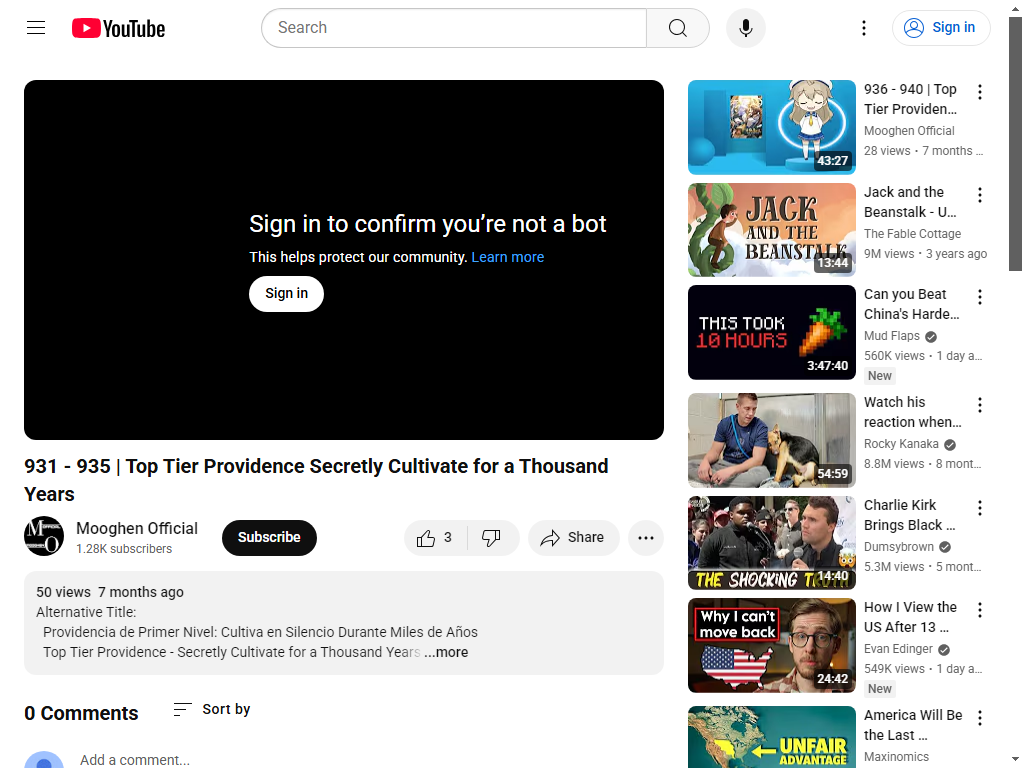 YouTube
Search
Sign in
Sign in to confirm you’re not a bot
This helps protect our community. Learn more
Sign in
931 - 935 | Top Tier Providence Secretly Cultivate for a Thousand
Years
Mooghen Official
1.28K subscribers
Subscribe
3
Share
50 views 7 months ago
Alternative Title:
Providencia de Primer Nivel: Cultiva en Silencio Durante Miles de Años
Top Tier Providence - Secretly Cultivate for a Thousand Years ...more
0 Comments
Sort by
Add a comment...
43:27
936 - 940 | Top
Tier Providen...
Mooghen Official
28 views • 7 months ...
JACK
AND THE
BEANSTALK
13:44
Jack and the
Beanstalk - U...
The Fable Cottage
9M views • 3 years ago
THIS TOOK
10 HOURS
3:47:40
Can you Beat
China's Harde...
Mud Flaps
560K views • 1 day a...
New
54:59
Watch his
reaction when...
Rocky Kanaka
8.8M views • 8 mont...
THE SHOCKING T
14:40
Charlie Kirk
Brings Black ...
Dumsybrown
5.3M views • 5 mont...
Why I can't
move back
24:42
How I View the
US After 13 ...
Evan Edinger
549K views • 1 day a...
New
UNFAIR
ADVANTAGE
America Will Be
the Last ...
Maxinomics